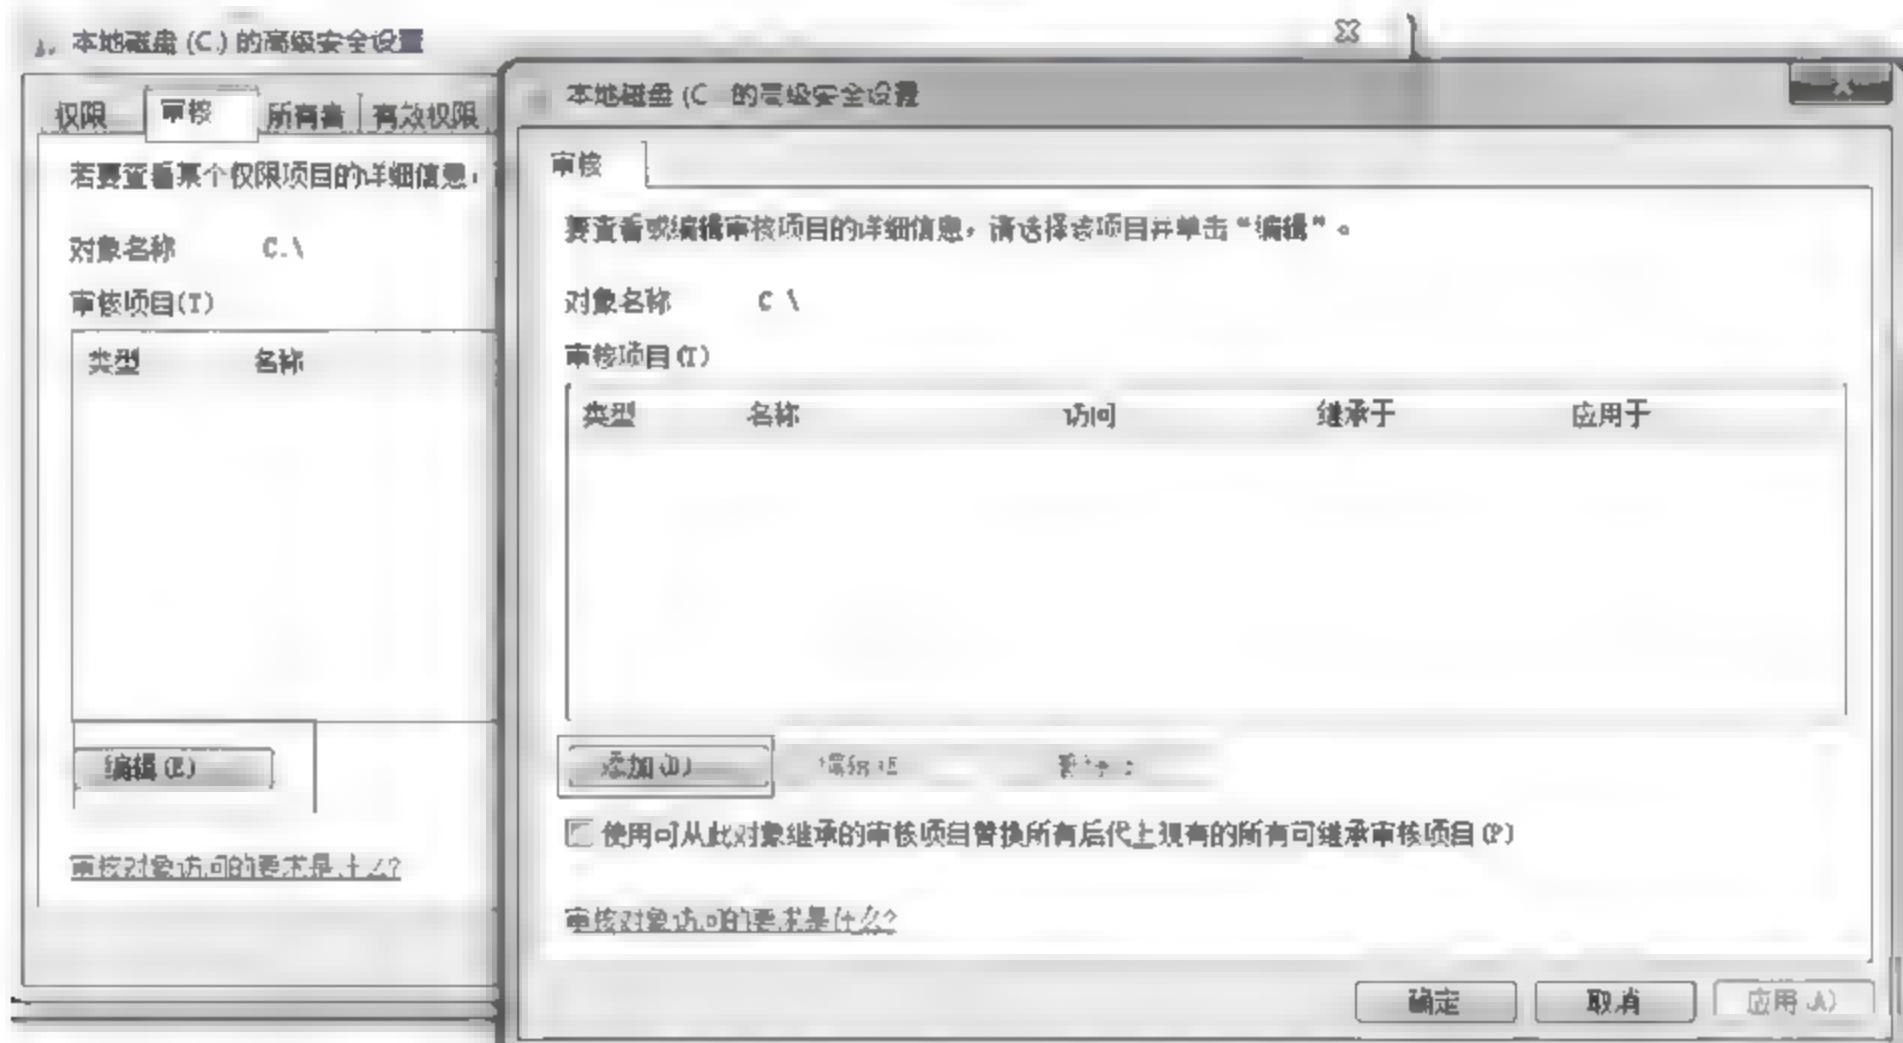 本地磁盘 (C:) 的高级安全设置
权限 审核 所有者 有效权限
若要查看某个权限项目的详细信息,
对象名称 C:\
审核项目(T)
类型 名称
编辑(E)
审核对象访问的要求是什么?
本地磁盘 (C 的高级安全设置
审核
要查看或编辑审核项目的详细信息,请选择该项目并单击“编辑”。
对象名称 C \
审核项目(T)
类型 名称 访问 继承于 应用于
添加(D) 编辑(E
使用可从此对象继承的审核项目替换所有后代上现有的所有可继承审核项目(P)
审核对象访问的要求是什么?
确定 取消 应用(A)